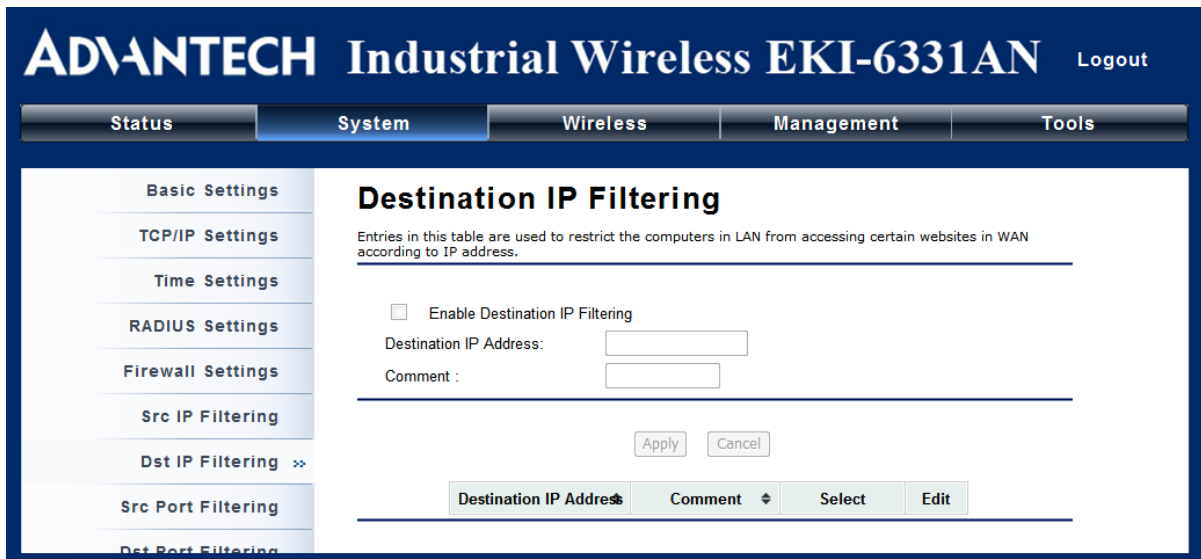 ADVANTECH Industrial Wireless EKI-6331AN Logout
Status System Wireless Management Tools
Basic Settings
TCP/IP Settings
Time Settings
RADIUS Settings
Firewall Settings
Src IP Filtering
Dst IP Filtering »
Src Port Filtering
Dst Port Filtering
Destination IP Filtering
Entries in this table are used to restrict the computers in LAN from accessing certain websites in WAN
according to IP address.
Enable Destination IP Filtering
Destination IP Address:
Comment :
Apply Cancel
Destination IP Address Comment Select Edit